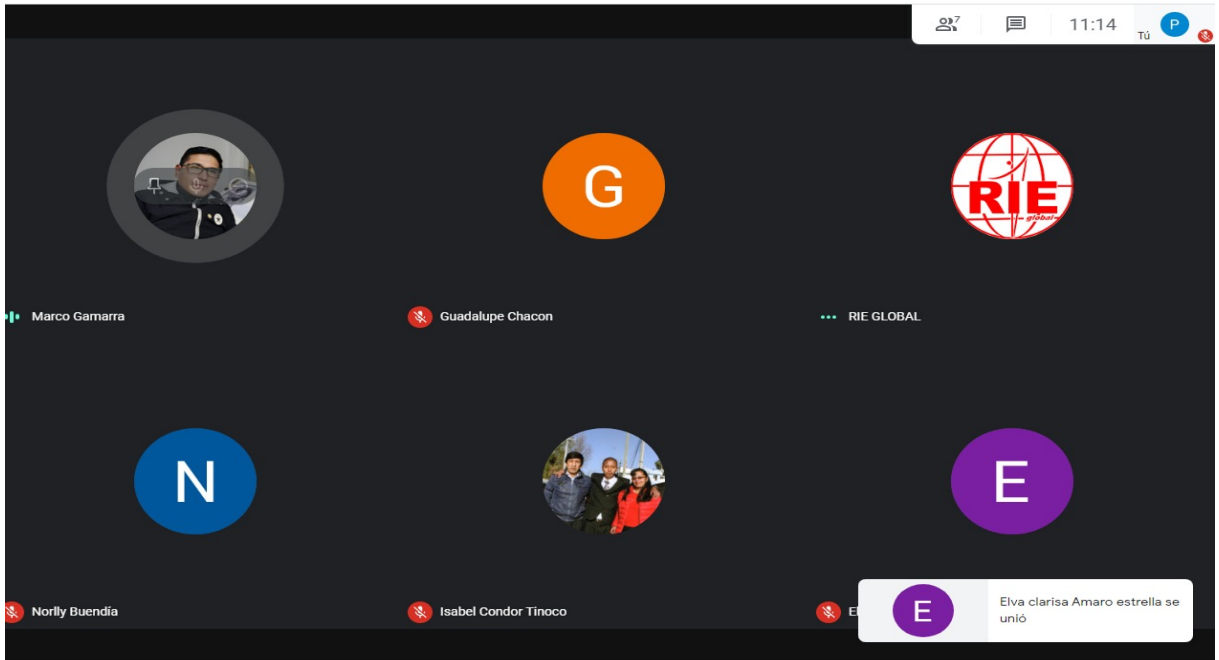 7
11:14
Tú
P
G
RIE
global
Marco Gamarra
Guadalupe Chacon
RIE GLOBAL
N
E
Norlly Buendía
Isabel Condor Tinoco
El
E
Elva clarisa Amaro estrella se
unió